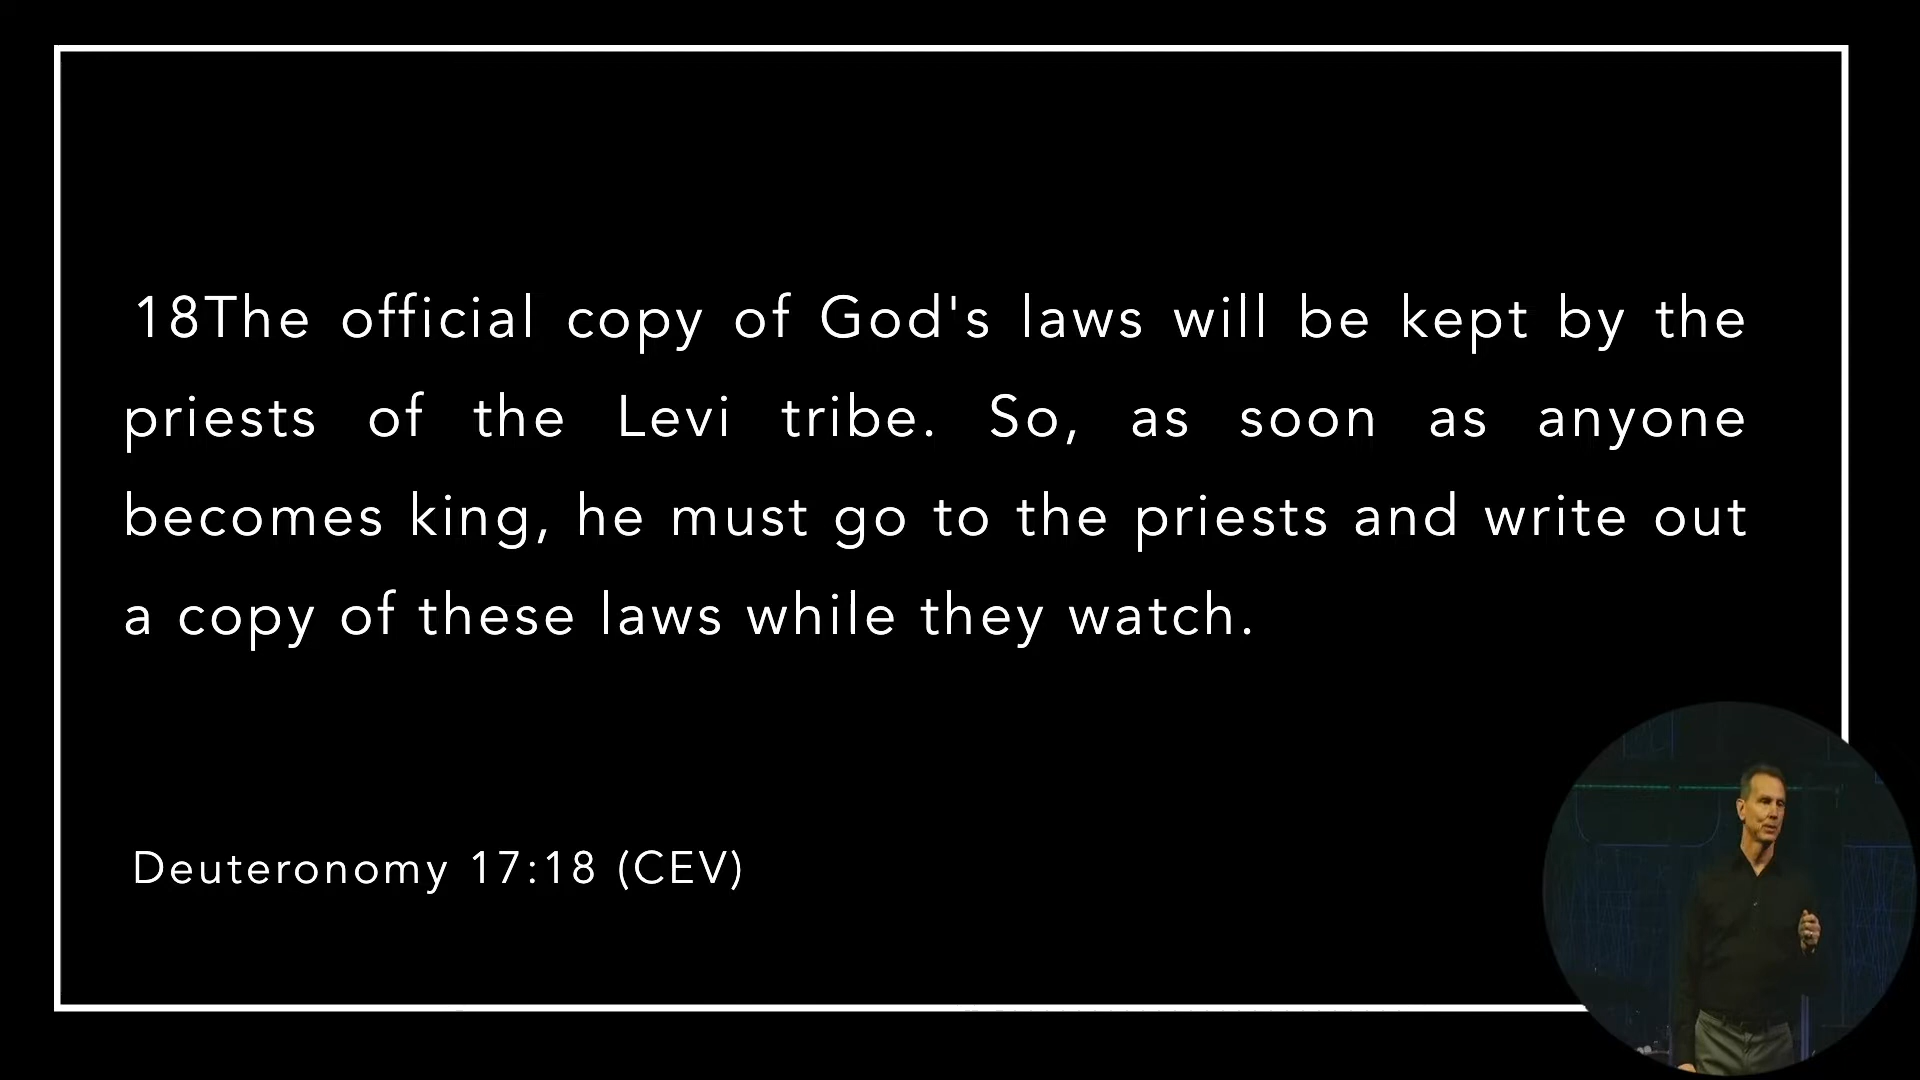 18The official copy of God's laws will be kept by the
priests of the Levi tribe. So, as soon as anyone
becomes king, he must go to the priests and write out
a copy of these laws while they watch.
Deuteronomy 17:18 (CEV)